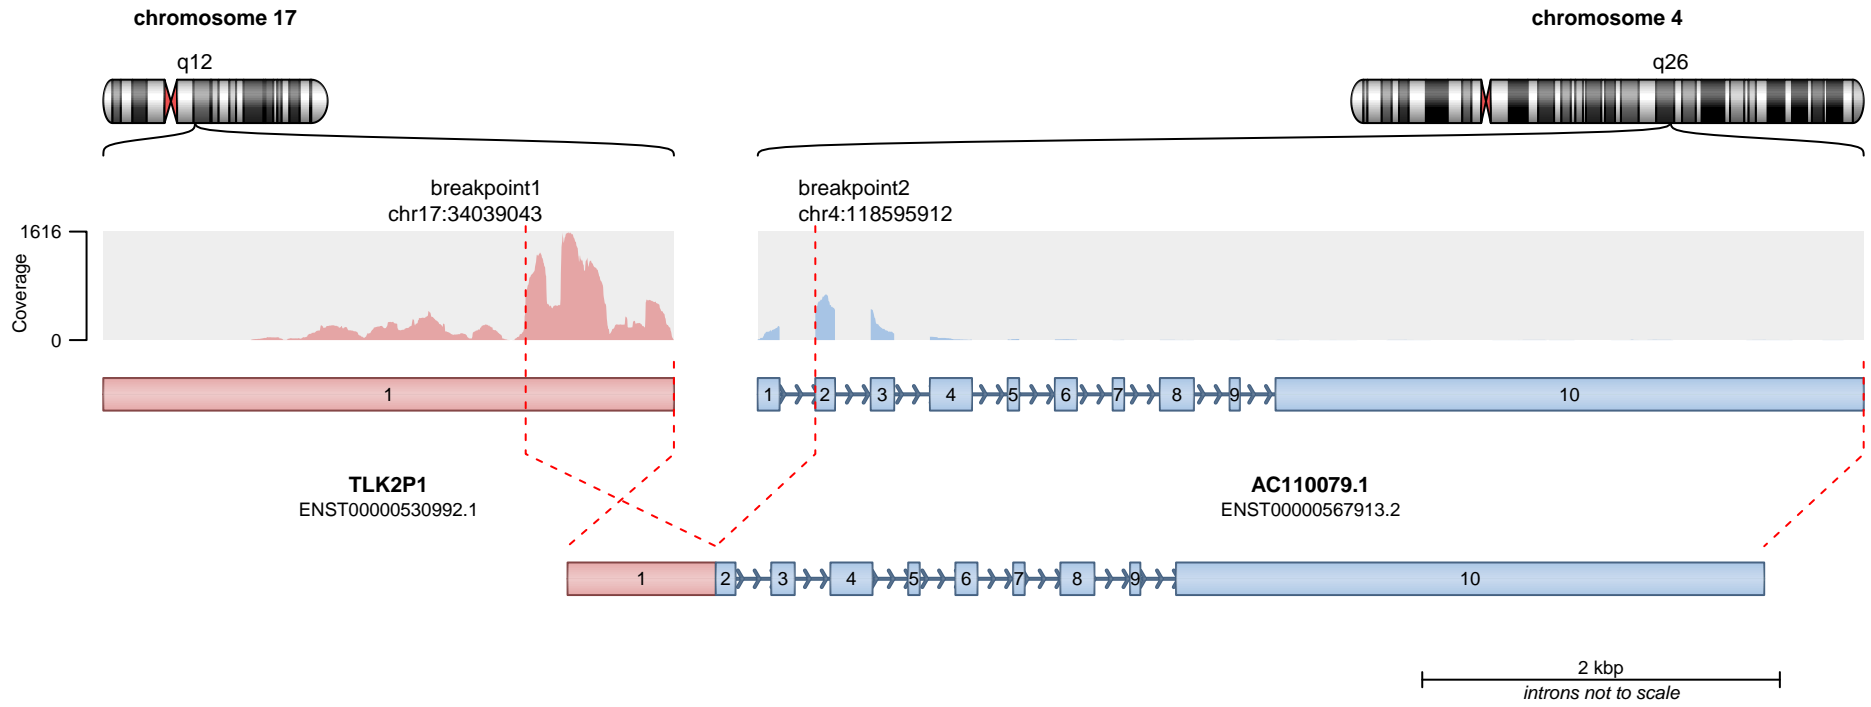 chromosome 17
chromosome 4
q12
q26
breakpoint1
chr17:34039043
breakpoint2
chr4:118595912
1616
Coverage
0
1
1 2 3 4 5 6 7 8 9 10
TLK2P1
ENST00000530992.1
AC110079.1
ENST00000567913.2
1 2 3 4 5 6 7 8 9 10
2 kbp
introns not to scale